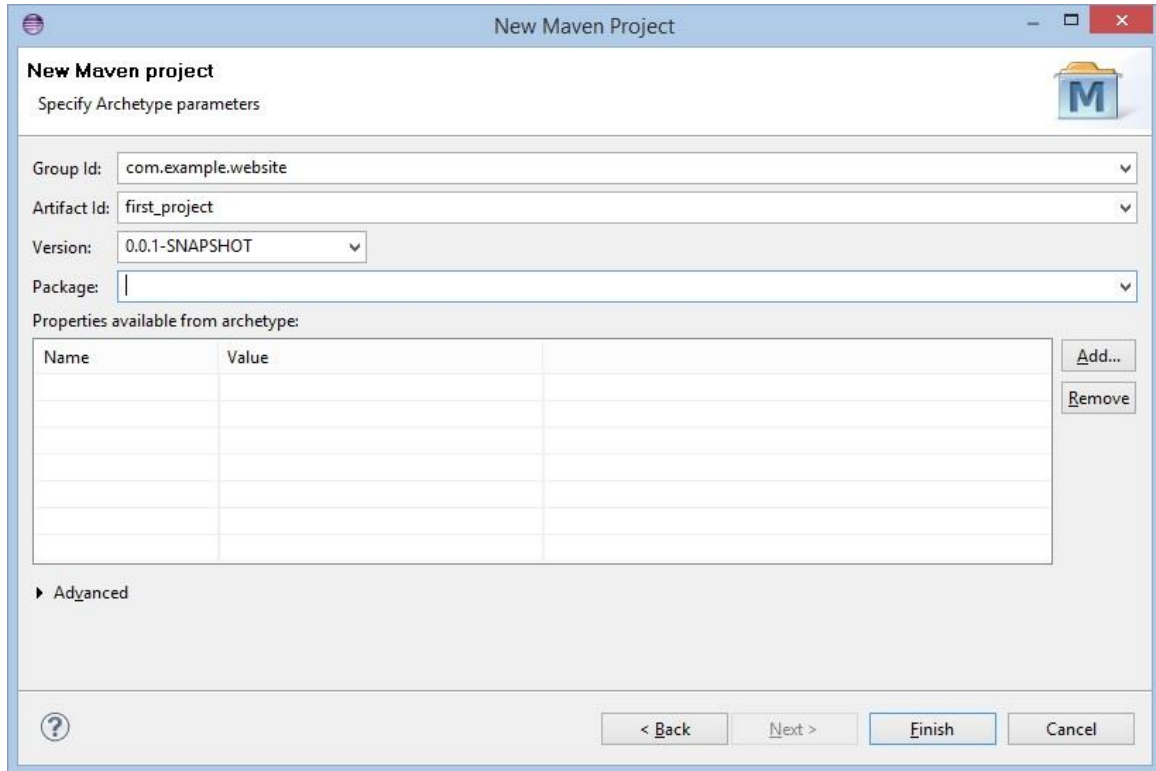 New Maven Project
New Maven project
Specify Archetype parameters
M
Group Id: com.example.website
Artifact Id: first_project
Version: 0.0.1-SNAPSHOT
Package:
Properties available from archetype:
Name Value
Add...
Remove
Advanced
? < Back Next > Finish Cancel